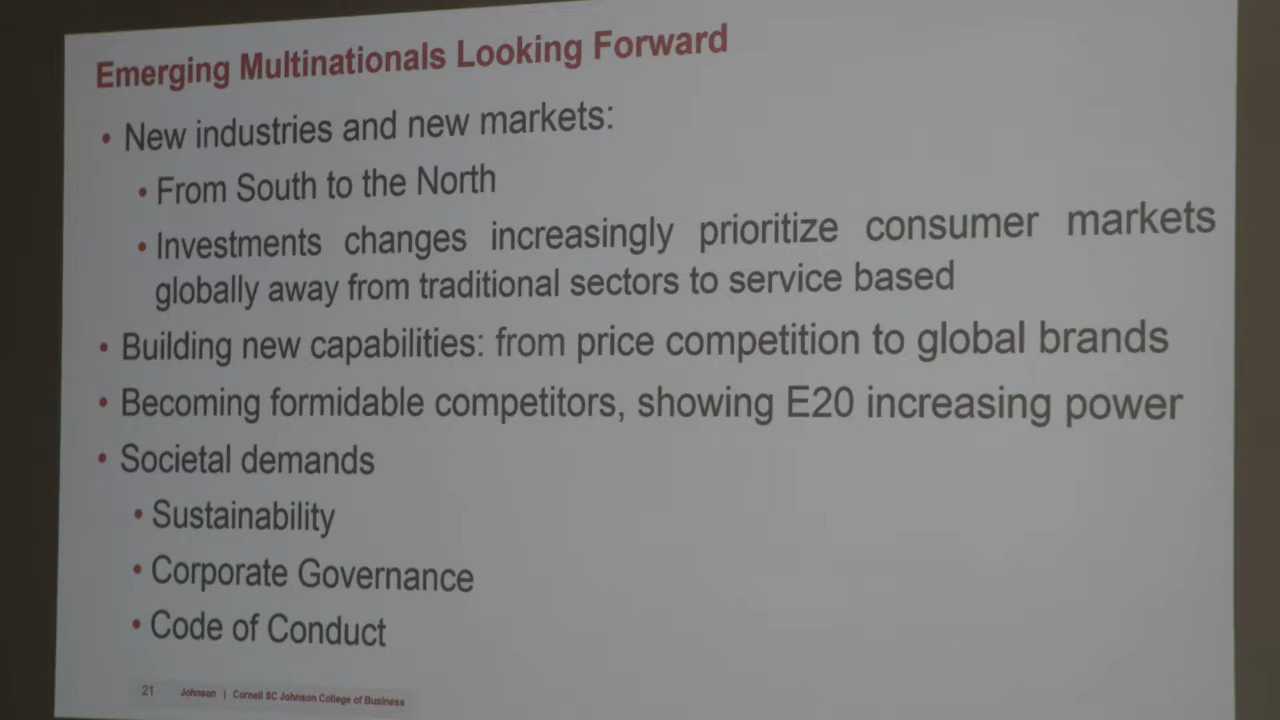 Emerging Multinationals Looking Forward
• New industries and new markets:
• From South to the North
• Investments changes increasingly prioritize consumer markets
globally away from traditional sectors to service based
• Building new capabilities: from price competition to global brands
• Becoming formidable competitors, showing E20 increasing power
• Societal demands
• Sustainability
• Corporate Governance
• Code of Conduct
21 Johnson | Cornell SC Johnson College of Business